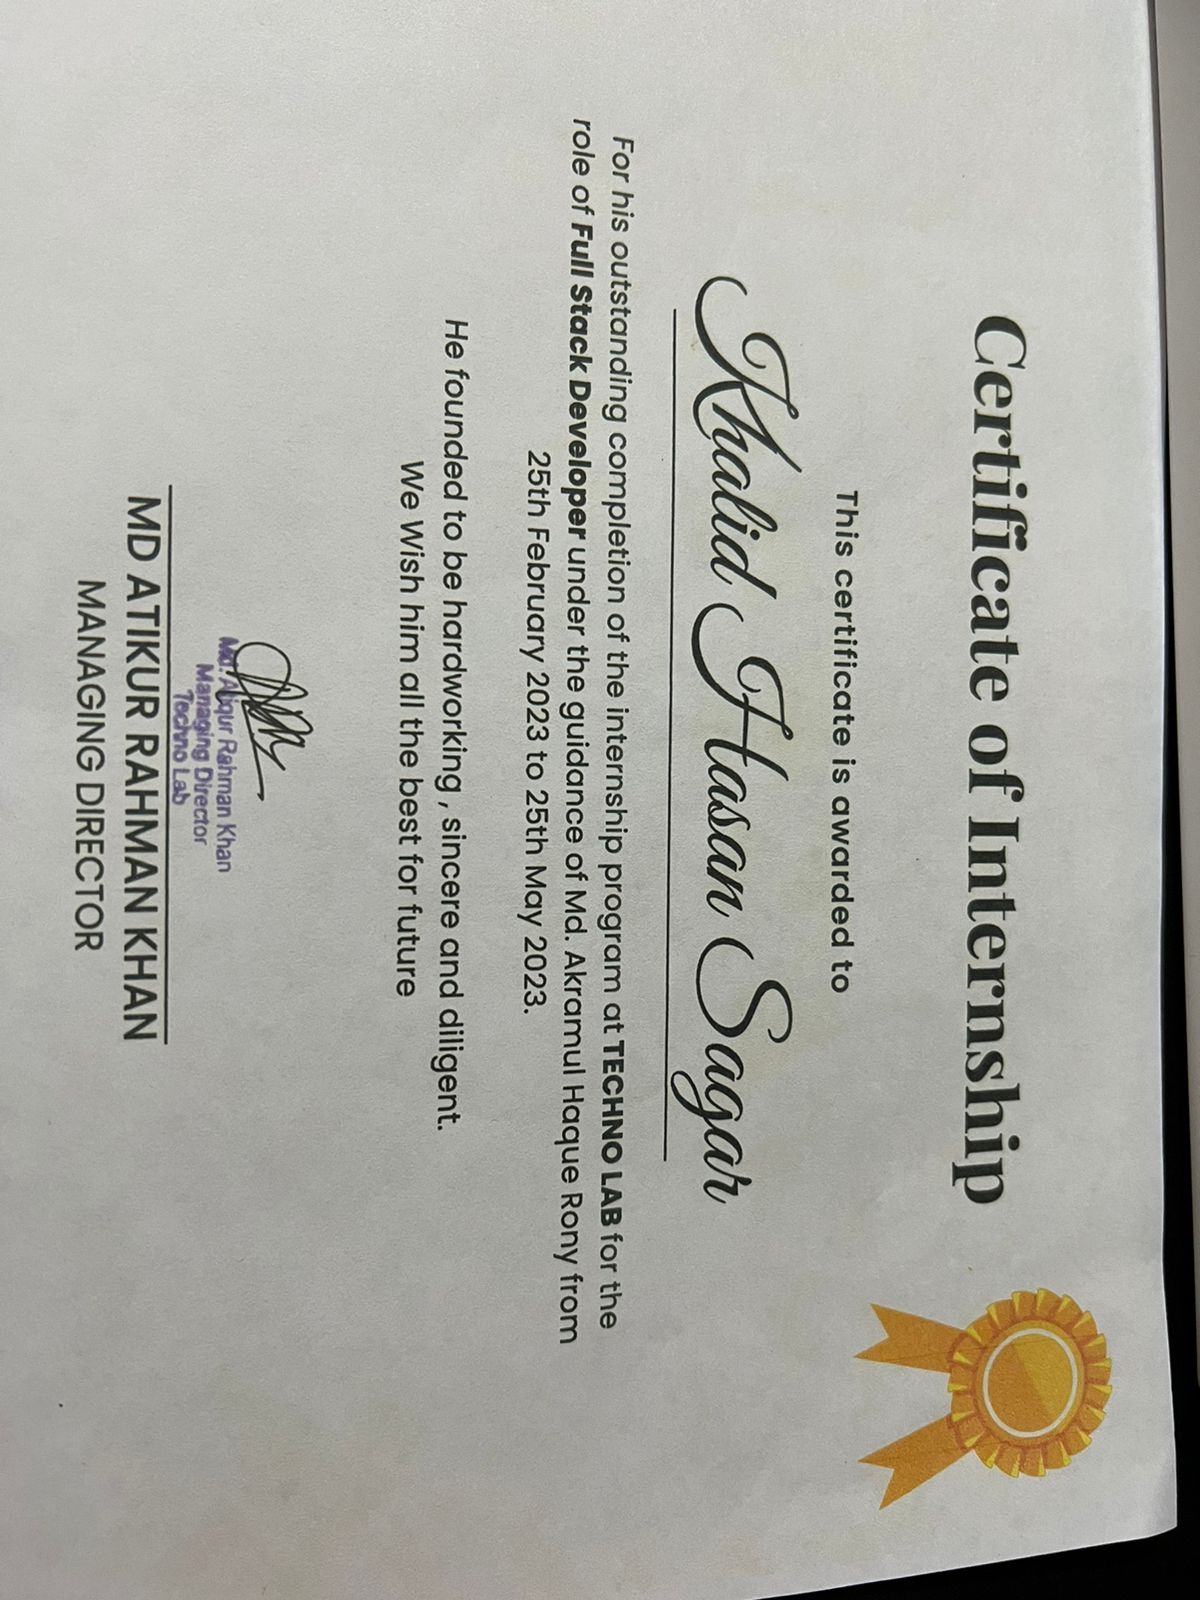 Certificate of Internship
This certificate is awarded to
Khalid Hasan Sagar
For his outstanding completion of the internship program at TECHNO LAB for the
role of Full Stack Developer under the guidance of Md. Akramul Haque Rony from
25th February 2023 to 25th May 2023.
He founded to be hardworking , sincere and diligent.
We Wish him all the best for future
Md. Atiqur Rahman Khan
Managing Director
Techno Lab
MD ATIKUR RAHMAN KHAN
MANAGING DIRECTOR